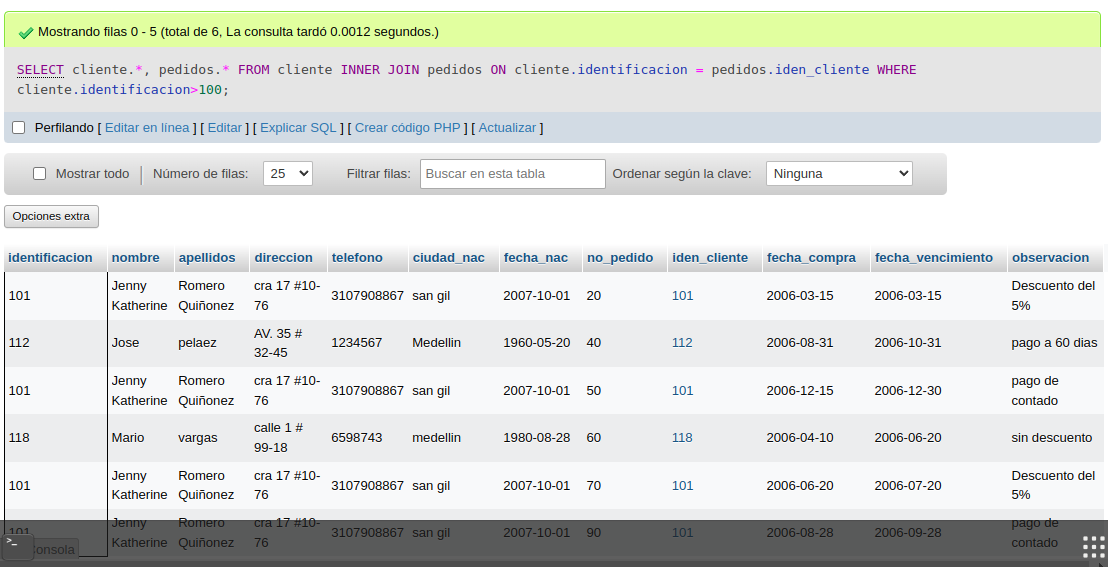 Mostrando filas 0 - 5 (total de 6, La consulta tardó 0.0012 segundos.)
SELECT cliente.*, pedidos.* FROM cliente INNER JOIN pedidos ON cliente.identificacion = pedidos.iden_cliente WHERE
cliente.identificacion>100;
Perfilando [ Editar en línea ] [ Editar ] [ Explicar SQL ] [ Crear código PHP ] [ Actualizar ]
Mostrar todo | Número de filas: 25 Filtrar filas: Buscar en esta tabla Ordenar según la clave: Ninguna
Opciones extra
identificacion nombre apellidos direccion telefono ciudad_nac fecha_nac no_pedido iden_cliente fecha_compra fecha_vencimiento observacion
101 Jenny Katherine Romero Quiñonez cra 17 #10-76 3107908867 san gil 2007-10-01 20 101 2006-03-15 2006-03-15 Descuento del 5%
112 Jose pelaez AV. 35 # 32-45 1234567 Medellin 1960-05-20 40 112 2006-08-31 2006-10-31 pago a 60 dias
101 Jenny Katherine Romero Quiñonez cra 17 #10-76 3107908867 san gil 2007-10-01 50 101 2006-12-15 2006-12-30 pago de contado
118 Mario vargas calle 1 # 99-18 6598743 medellin 1980-08-28 60 118 2006-04-10 2006-06-20 sin descuento
101 Jenny Katherine Romero Quiñonez cra 17 #10-76 3107908867 san gil 2007-10-01 70 101 2006-06-20 2006-07-20 Descuento del 5%
101 Jenny Katherine Romero Quiñonez cra 17 #10-76 3107908867 san gil 2007-10-01 90 101 2006-08-28 2006-09-28 pago de contado
>_ onsola